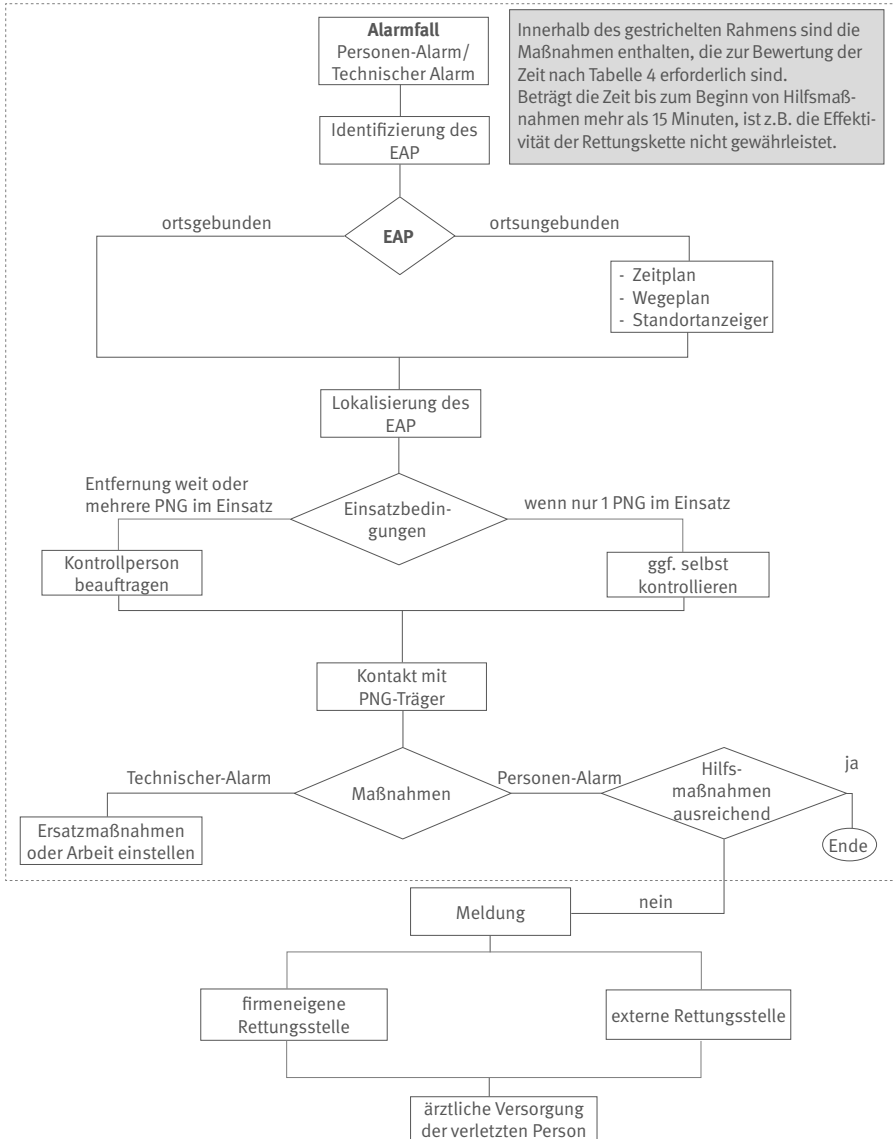 Alarmfall
Personen-Alarm/
Technischer Alarm
Innerhalb des gestrichelten Rahmens sind die
Maßnahmen enthalten, die zur Bewertung der
Zeit nach Tabelle 4 erforderlich sind.
Beträgt die Zeit bis zum Beginn von Hilfsmaß-
nahmen mehr als 15 Minuten, ist z.B. die Effekti-
vität der Rettungskette nicht gewährleistet.
Identifizierung des
EAP
ortsgebunden
EAP
ortsungebunden
- Zeitplan
- Wegeplan
- Standortanzeiger
Lokalisierung des
EAP
Entfernung weit oder
mehrere PNG im Einsatz
Einsatzbedin-
gungen
wenn nur 1 PNG im Einsatz
Kontrollperson
beauftragen
ggf. selbst
kontrollieren
Kontakt mit
PNG-Träger
Technischer-Alarm
Maßnahmen
Personen-Alarm
Hilfs-
maßnahmen
ausreichend
ja
Ersatzmaßnahmen
oder Arbeit einstellen
Ende
Meldung
nein
firmeneigene
Rettungsstelle
externe Rettungsstelle
ärztliche Versorgung
der verletzten Person